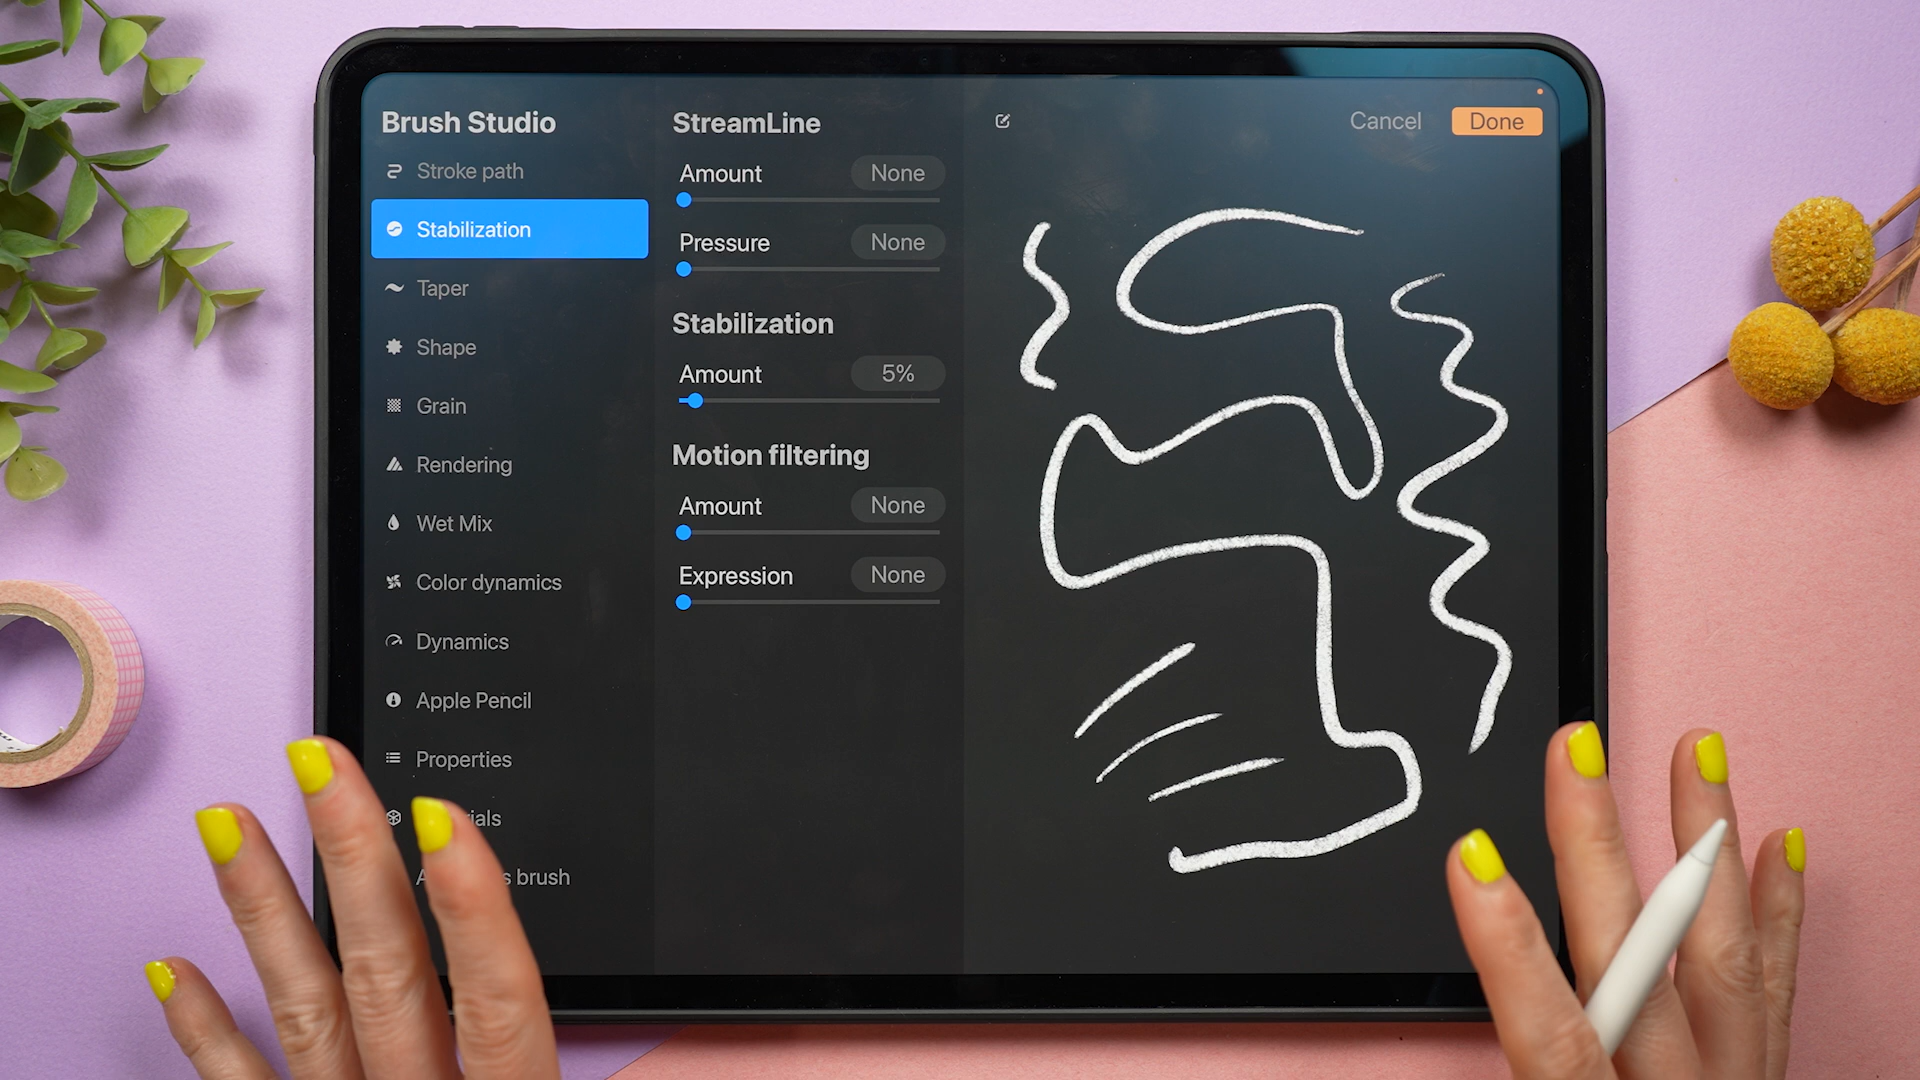 Brush Studio
Stroke path
Stabilization
Taper
Shape
Grain
Rendering
Wet Mix
Color dynamics
Dynamics
Apple Pencil
Properties
brush
StreamLine
Amount None
Pressure None
Stabilization
Amount 5%
Motion filtering
Amount None
Expression None
Cancel
Done